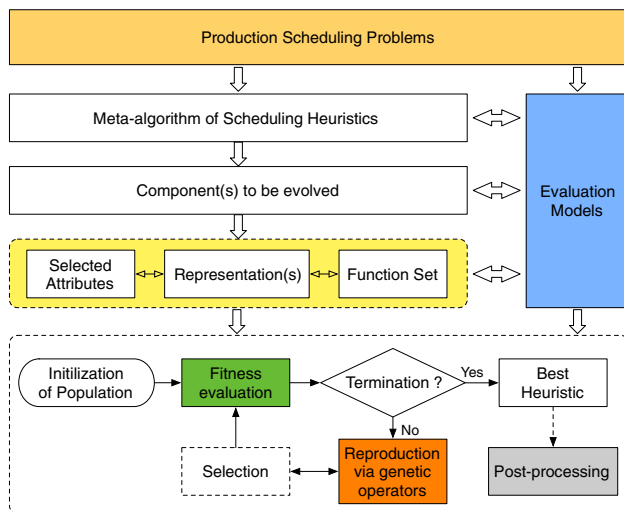 Production Scheduling Problems
Meta-algorithm of Scheduling Heuristics
Component(s) to be evolved
Evaluation
Models
Selected
Attributes
Representation(s)
Function Set
Initilization
of Population
Fitness
evaluation
Termination ?
Yes
Best
Heuristic
No
Selection
Reproduction
via genetic
operators
Post-processing